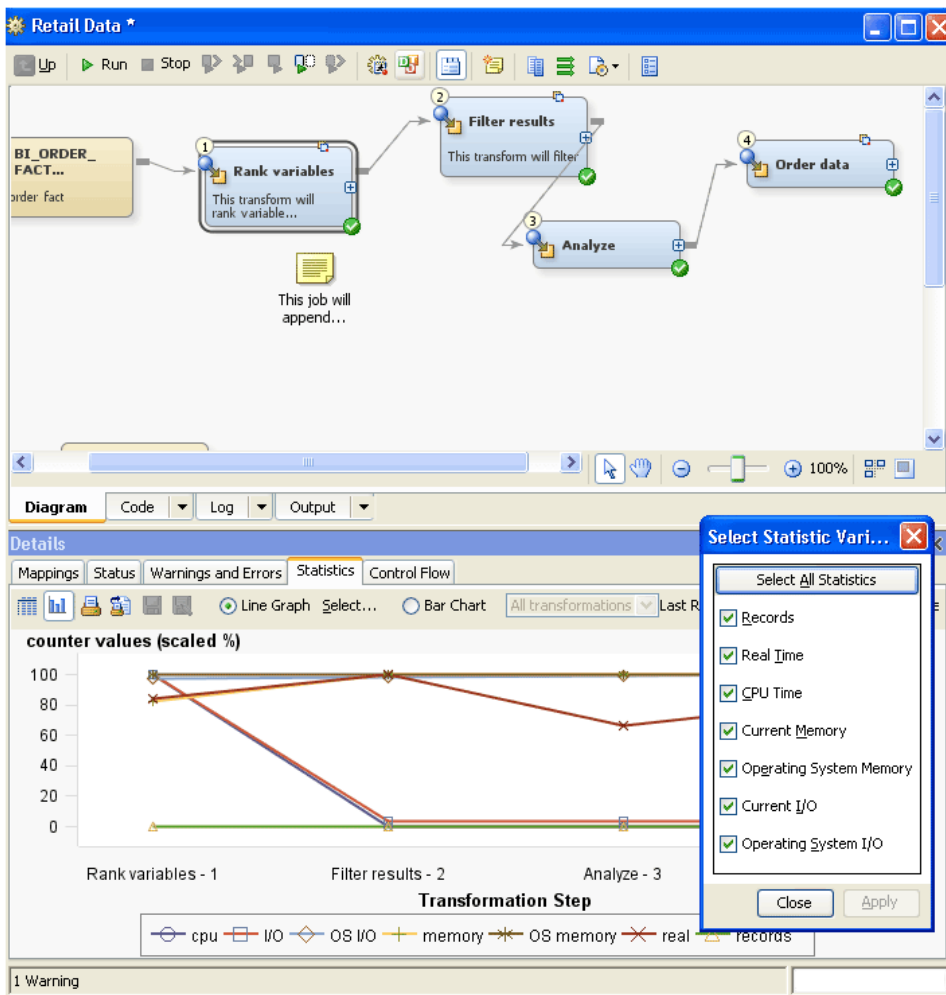 Retail Data *
Up Run Stop
2
Filter results
This transform will filter
BI_ORDER_
FACT...
order fact
1
Rank variables
This transform will
rank variable...
4
Order data
3
Analyze
This job will
append...
100%
Diagram Code Log Output
Details
Mappings Status Warnings and Errors Statistics Control Flow
Line Graph Select... Bar Chart All transformations Last R
counter values (scaled %)
100
80
60
40
20
0
Rank variables - 1 Filter results - 2 Analyze - 3
Transformation Step
cpu I/O OS I/O memory OS memory real records
Select Statistic Vari...
Select All Statistics
Records
Real Time
CPU Time
Current Memory
Operating System Memory
Current I/O
Operating System I/O
Close Apply
1 Warning